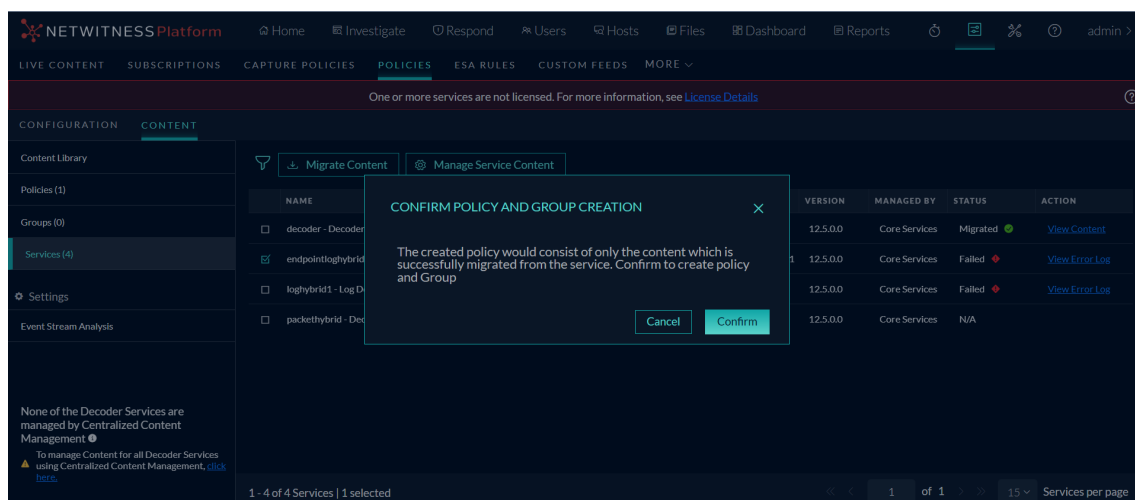 NETWITNESS Platform
Home Investigate Respond Users Hosts Files Dashboard Reports admin >
LIVE CONTENT SUBSCRIPTIONS CAPTURE POLICIES POLICIES ESA RULES CUSTOM FEEDS MORE
One or more services are not licensed. For more information, see License Details
CONFIGURATION CONTENT
Content Library
Policies (1)
Groups (0)
Services (4)
Settings
Event Stream Analysis
None of the Decoder Services are
managed by Centralized Content
Management
To manage Content for all Decoder Services
using Centralized Content Management, click
here.
Migrate Content Manage Service Content
NAME VERSION MANAGED BY STATUS ACTION
decoder - Decoder 12.5.0.0 Core Services Migrated View Content
endpointloghybrid 1 12.5.0.0 Core Services Failed View Error Log
loghybrid1 - Log D 12.5.0.0 Core Services Failed View Error Log
packethybrid - Dec 12.5.0.0 Core Services N/A
CONFIRM POLICY AND GROUP CREATION
The created policy would consist of only the content which is
successfully migrated from the service. Confirm to create policy
and Group
Cancel Confirm
1 - 4 of 4 Services | 1 selected
1 of 1 15 Services per page